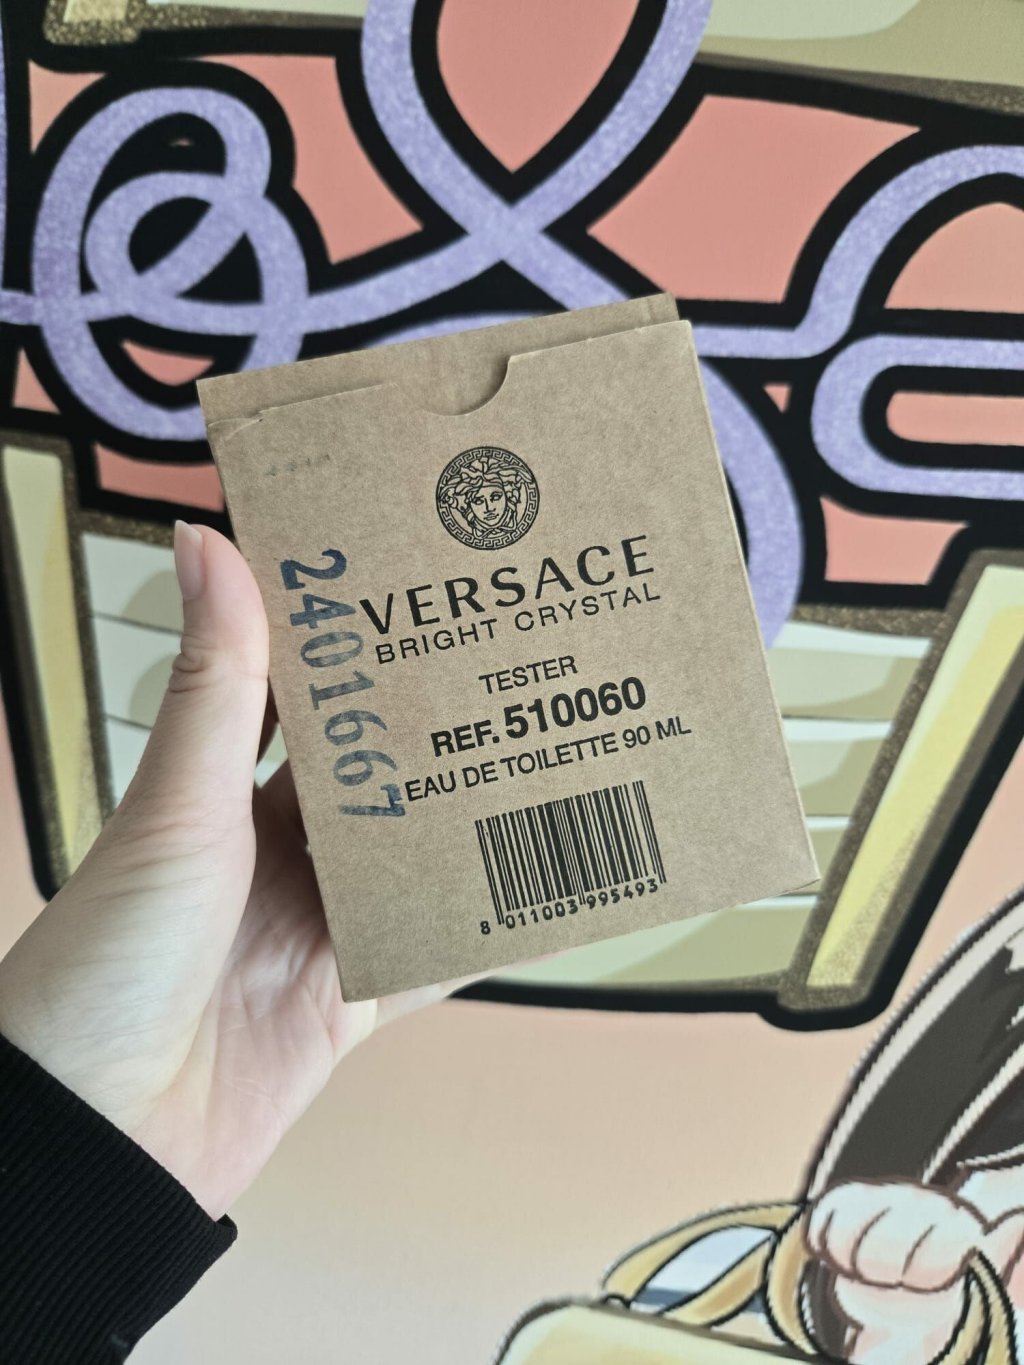 VERSACE
BRIGHT CRYSTAL
TESTER
REF. 510060
EAU DE TOILETTE 90 ML
8 011003 995493
2401667